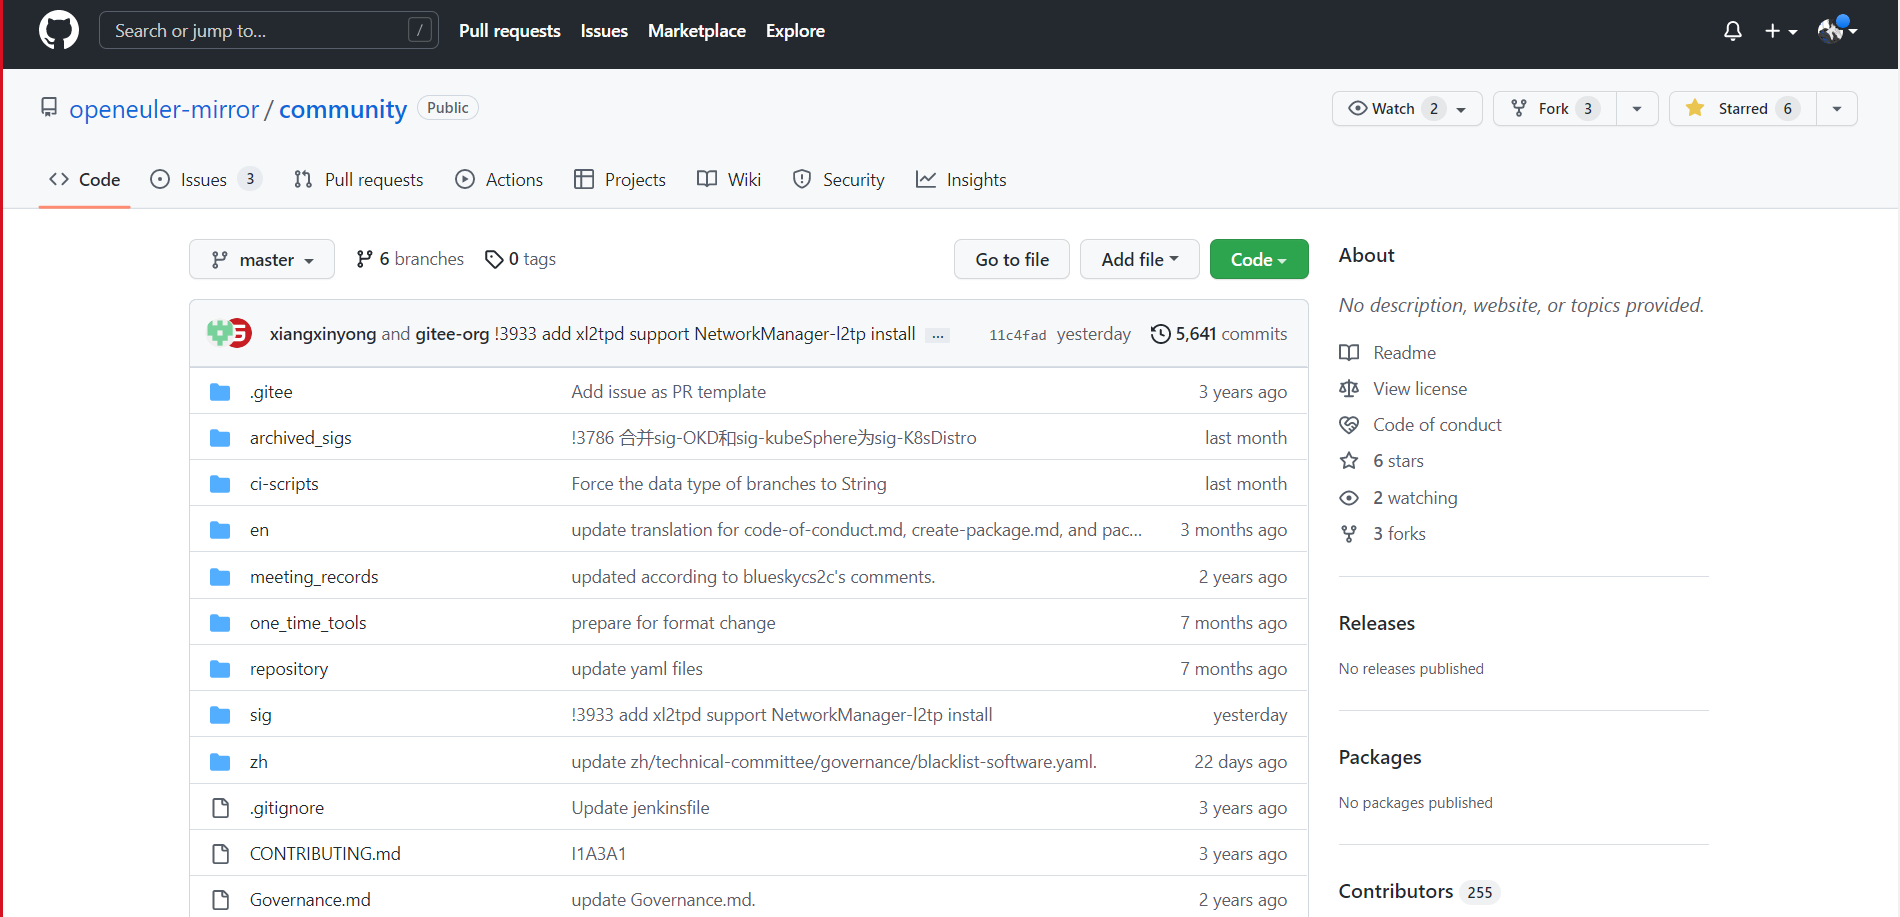 Search or jump to... /
Pull requests Issues Marketplace Explore
openeuler-mirror / community Public
Watch 2 Fork 3 Starred 6
Code Issues 3 Pull requests Actions Projects Wiki Security Insights
master 6 branches 0 tags Go to file Add file Code
xiangxinyong and gitee-org !3933 add xl2tpd support NetworkManager-l2tp install ... 11c4fad yesterday 5,641 commits
.gitee Add issue as PR template 3 years ago
archived_sigs !3786 合并sig-OKD和sig-kubeSphere为sig-K8sDistro last month
ci-scripts Force the data type of branches to String last month
en update translation for code-of-conduct.md, create-package.md, and pac... 3 months ago
meeting_records updated according to blueskycs2c's comments. 2 years ago
one_time_tools prepare for format change 7 months ago
repository update yaml files 7 months ago
sig !3933 add xl2tpd support NetworkManager-l2tp install yesterday
zh update zh/technical-committee/governance/blacklist-software.yaml. 22 days ago
.gitignore Update jenkinsfile 3 years ago
CONTRIBUTING.md I1A3A1 3 years ago
Governance.md update Governance.md. 2 years ago
About
No description, website, or topics provided.
Readme
View license
Code of conduct
6 stars
2 watching
3 forks
Releases
No releases published
Packages
No packages published
Contributors 255